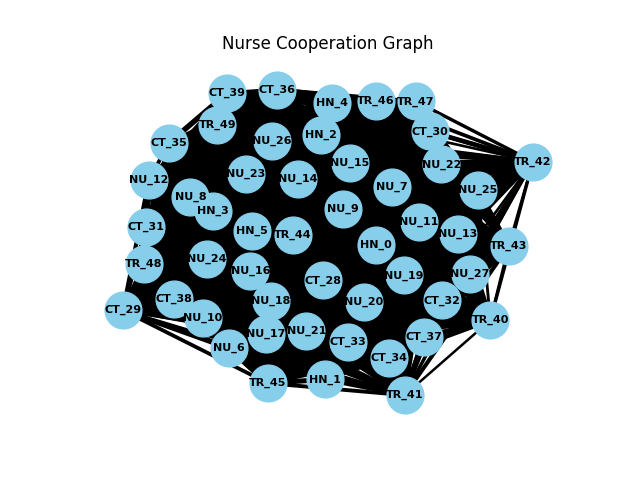 Nurse Cooperation Graph
CT_39
CT_36
HN_4
TR_46
TR_47
TR_49
CT_30
HN_2
NU_26
CT_35
NU_15
TR_42
NU_22
NU_23
NU_14
NU_12
NU_7
NU_25
NU_8
HN_3
NU_9
NU_11
CT_31
HN_5
TR_44
NU_13
HN_0
TR_43
NU_24
TR_48
NU_16
NU_19
NU_27
CT_28
CT_38
NU_18
NU_20
CT_32
CT_29
NU_10
TR_40
NU_17
NU_21
CT_37
CT_33
NU_6
CT_34
HN_1
TR_45
TR_41